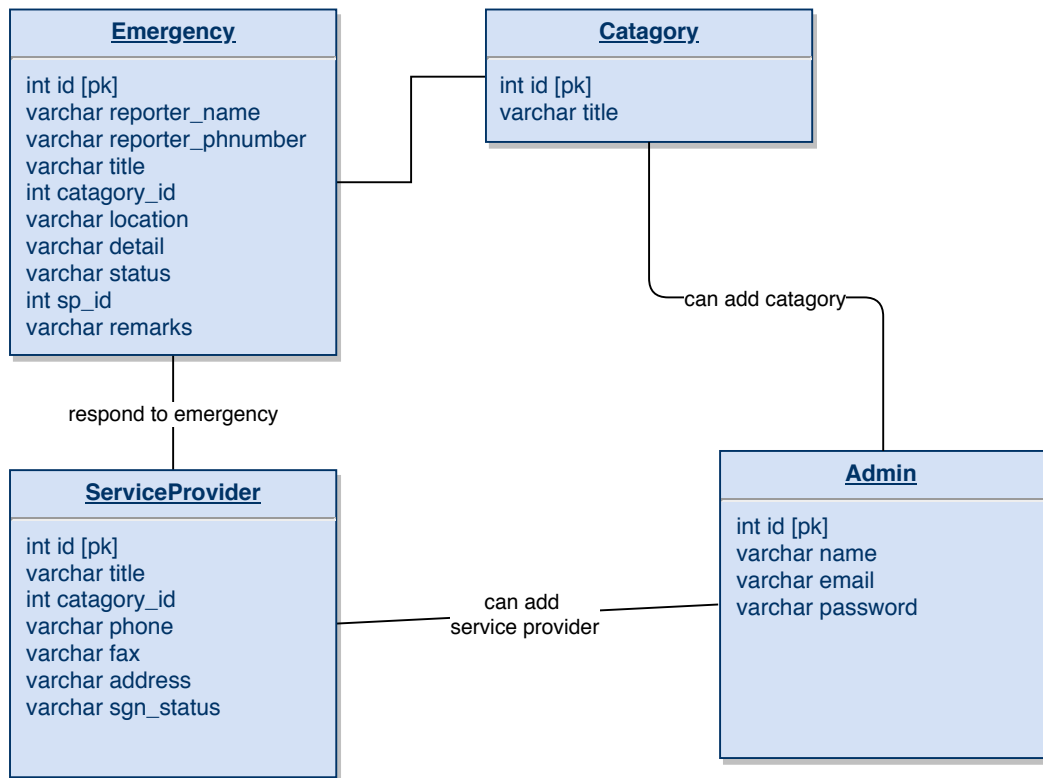 Emergency
int id [pk]
varchar reporter_name
varchar reporter_phnumber
varchar title
int catagory_id
varchar location
varchar detail
varchar status
int sp_id
varchar remarks
Catagory
int id [pk]
varchar title
can add catagory
respond to emergency
ServiceProvider
int id [pk]
varchar title
int catagory_id
varchar phone
varchar fax
varchar address
varchar sgn_status
can add
service provider
Admin
int id [pk]
varchar name
varchar email
varchar password